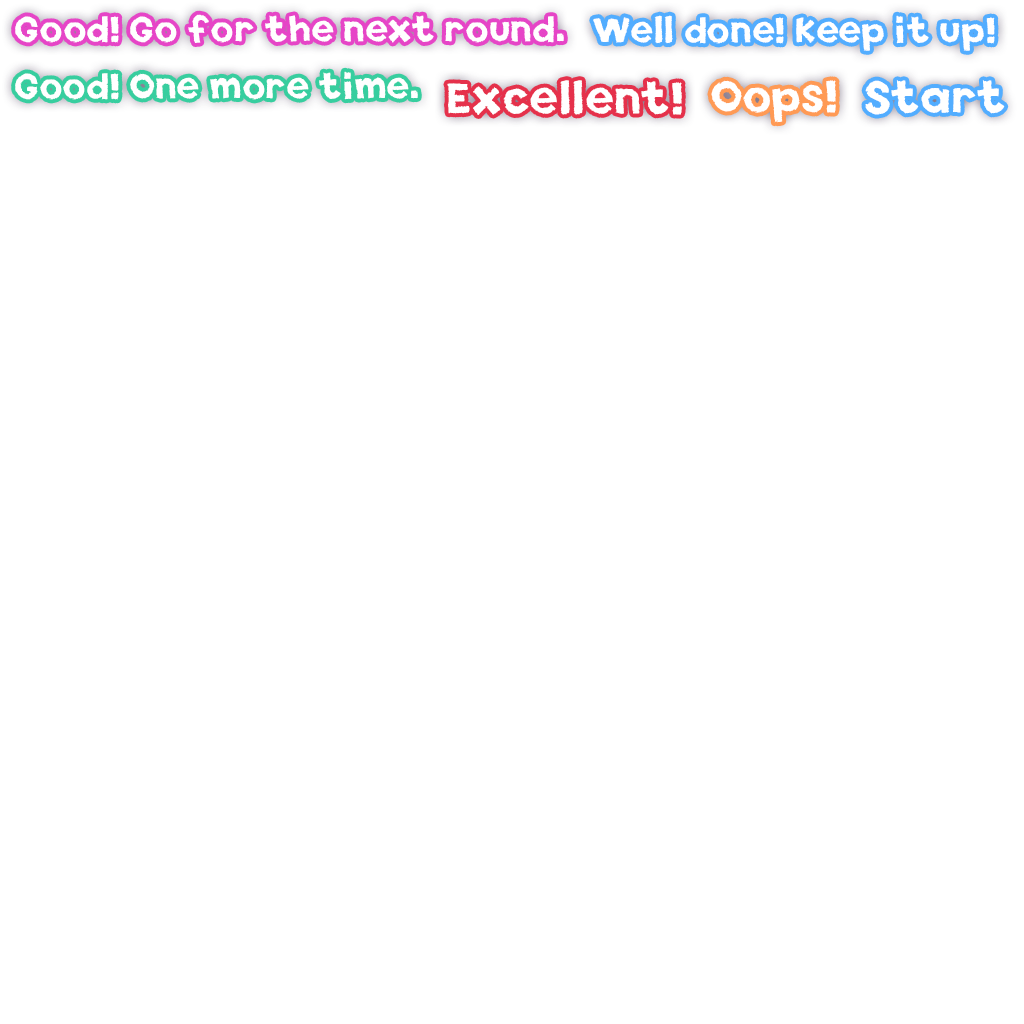 Good! Go for the next round.
Well done! Keep it up!
Good! One more time.
Excellent!
Oops!
Start